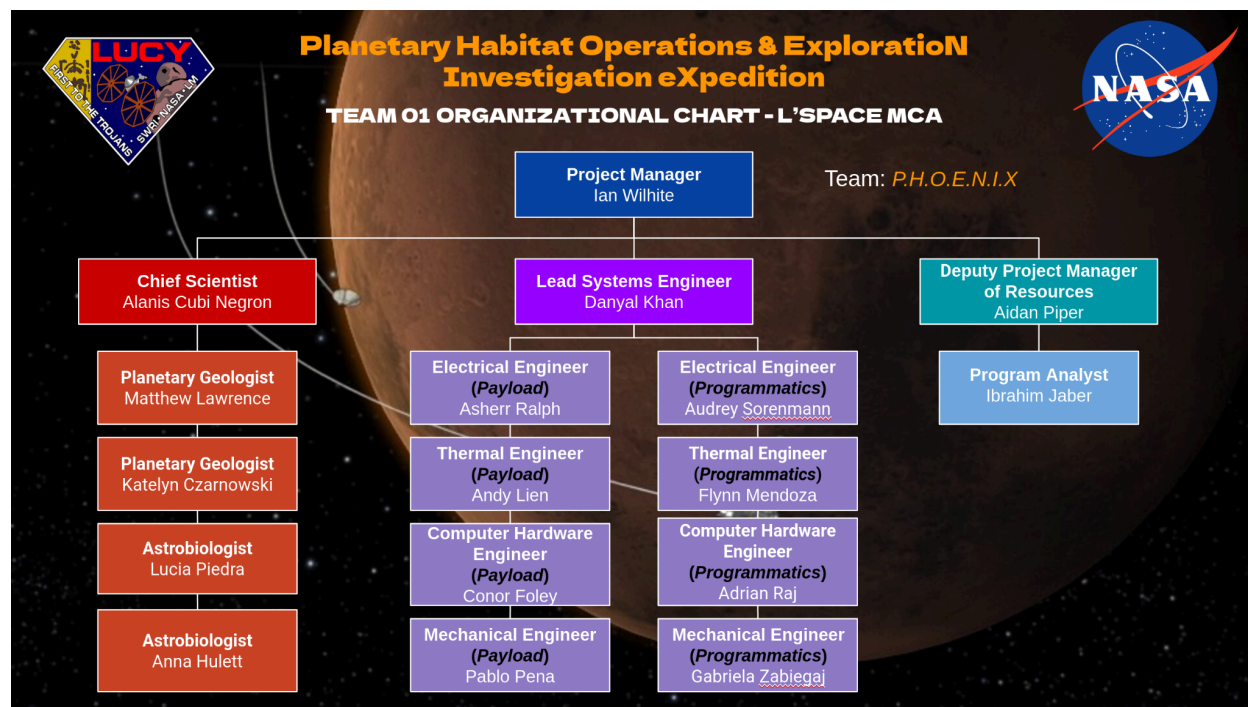 LUCY
FIRST TO THE TROJANS
SWRI • NASA • LM
Planetary Habitat Operations & ExploratioN
Investigation eXpedition
TEAM 01 ORGANIZATIONAL CHART - L'SPACE MCA
NASA
Team: P.H.O.E.N.I.X
Project Manager
Ian Wilhite
Chief Scientist
Alanis Cubi Negron
Lead Systems Engineer
Danyal Khan
Deputy Project Manager
of Resources
Aidan Piper
Planetary Geologist
Matthew Lawrence
Planetary Geologist
Katelyn Czarnowski
Astrobiologist
Lucia Piedra
Astrobiologist
Anna Hulett
Electrical Engineer
(Payload)
Asherr Ralph
Thermal Engineer
(Payload)
Andy Lien
Computer Hardware
Engineer
(Payload)
Conor Foley
Mechanical Engineer
(Payload)
Pablo Pena
Electrical Engineer
(Programmatics)
Audrey Sorenmann
Thermal Engineer
(Programmatics)
Flynn Mendoza
Computer Hardware
Engineer
(Programmatics)
Adrian Raj
Mechanical Engineer
(Programmatics)
Gabriela Zabiegaj
Program Analyst
Ibrahim Jaber